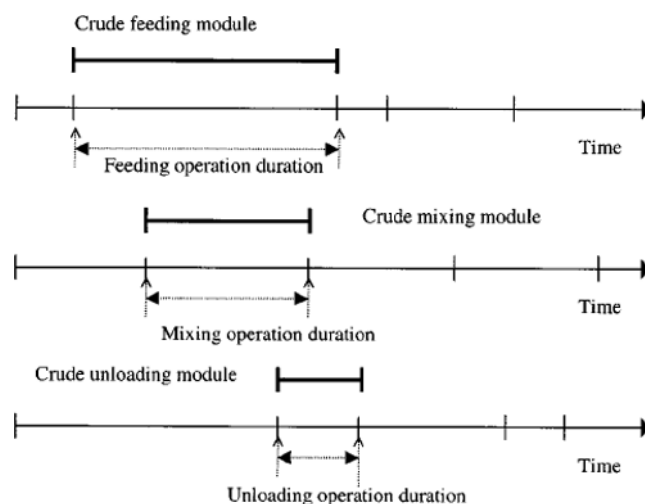 Crude feeding module
Time
Feeding operation duration
Crude mixing module
Time
Mixing operation duration
Crude unloading module
Time
Unloading operation duration